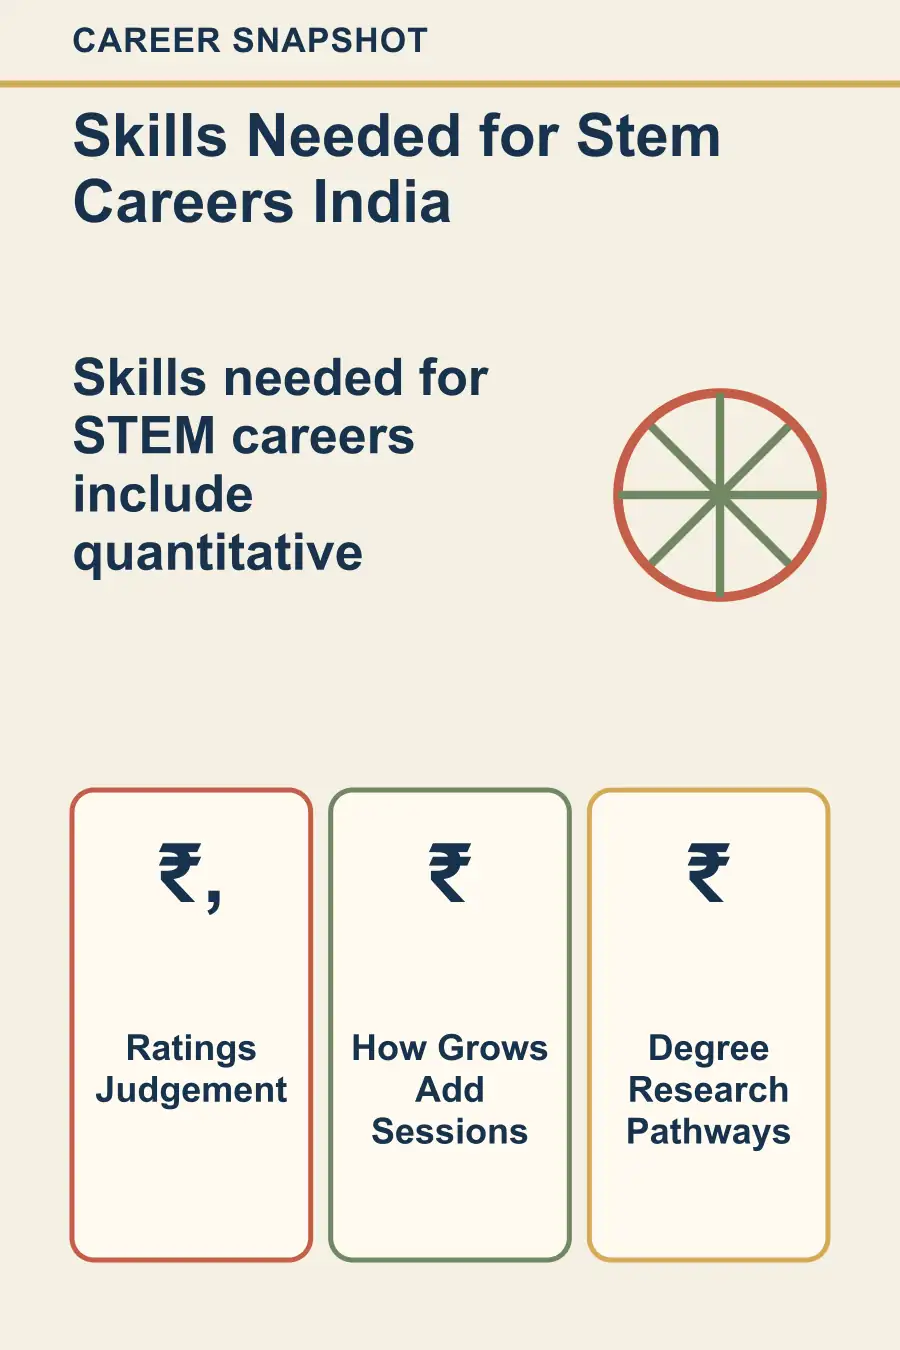 CAREER SNAPSHOT
Skills Needed for Stem
Careers India
Skills needed for
STEM careers
include
quantitative
₹,
Ratings
Judgement
₹
How Grows
Add
Sessions
₹
Degree
Research
Pathways